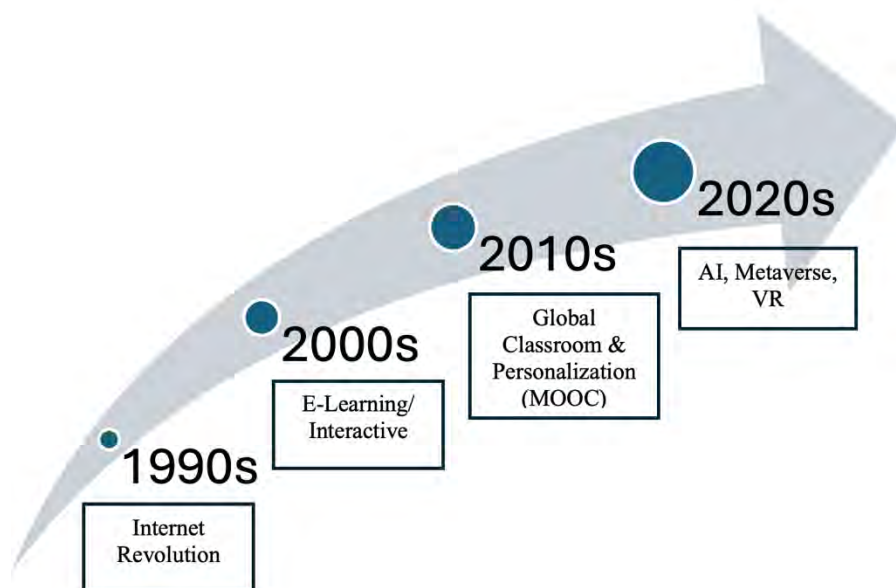 1990s
Internet
Revolution
2000s
E-Learning/
Interactive
2010s
Global
Classroom &
Personalization
(MOOC)
2020s
AI, Metaverse,
VR